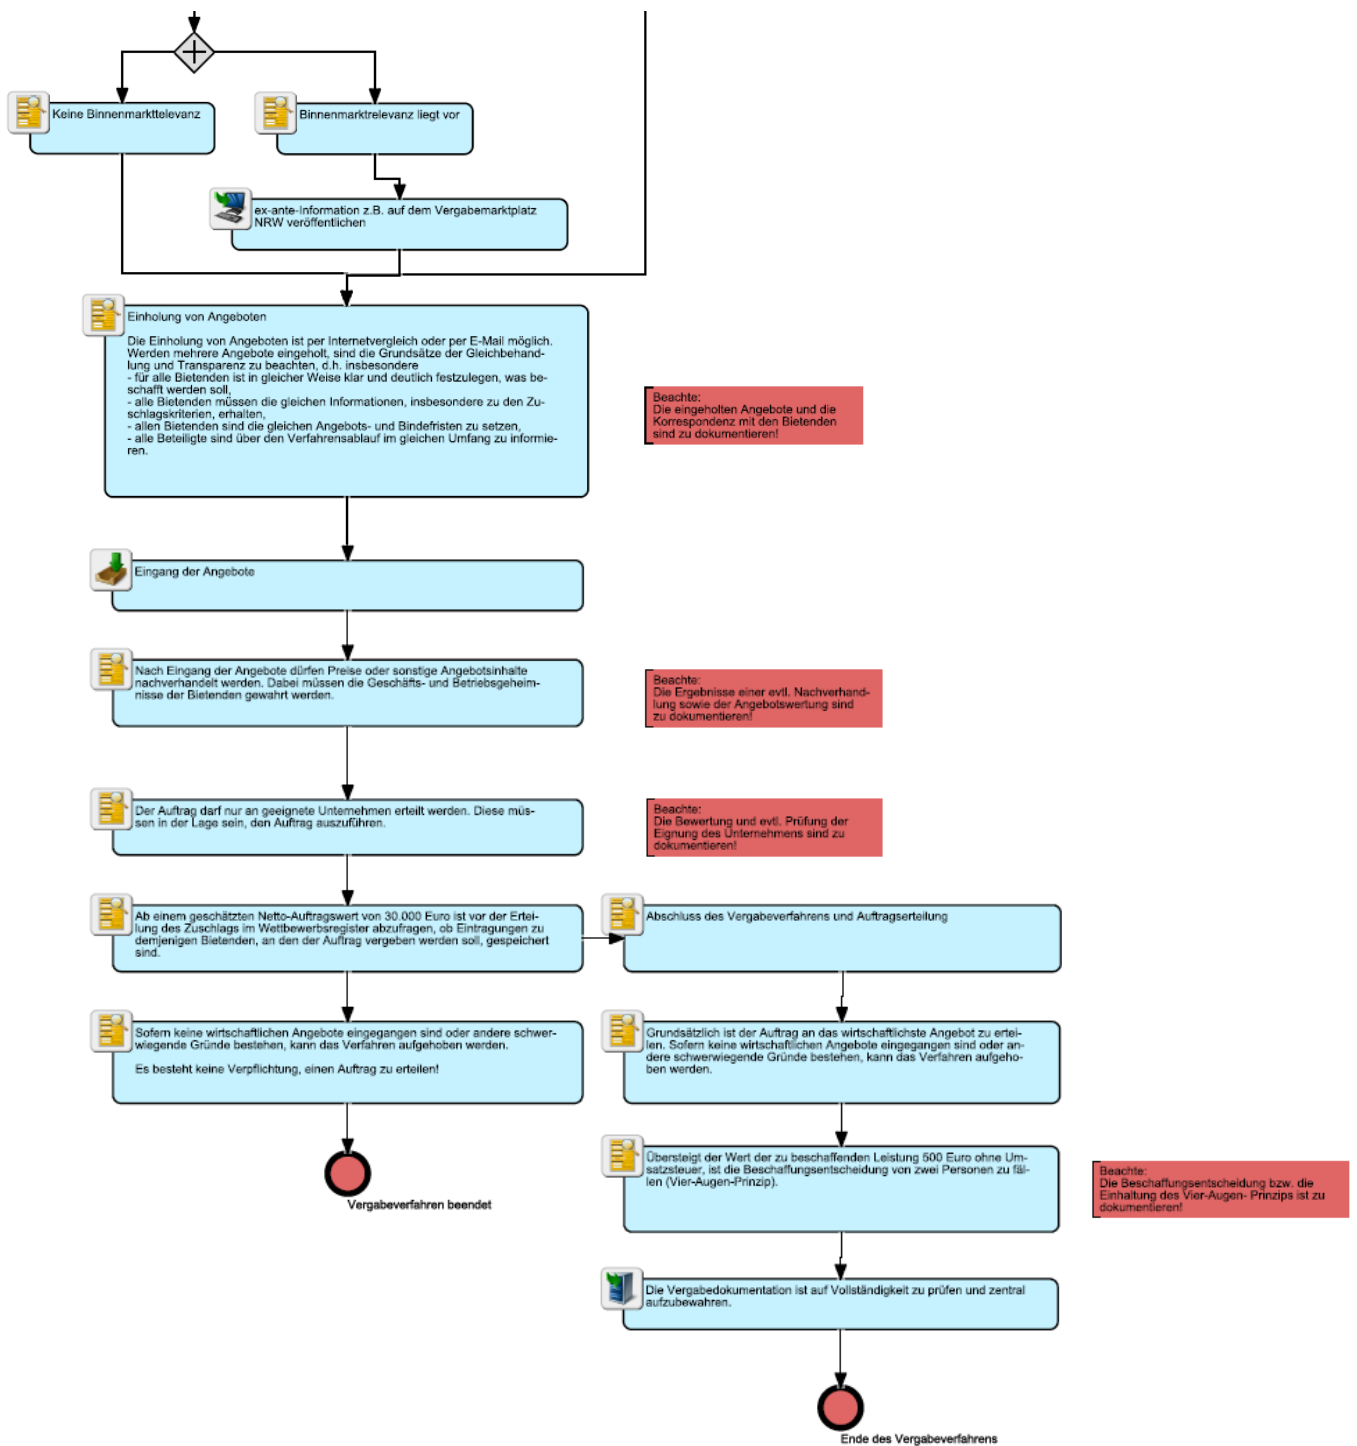 Keine Binnenmarkttelevanz
Binnenmarktrelevanz liegt vor
ex-ante-Information z.B. auf dem Vergabemarktplatz
NRW veröffentlichen
Einholung von Angeboten
Die Einholung von Angeboten ist per Internetvergleich oder per E-Mail möglich.
Werden mehrere Angebote eingeholt, sind die Grundsätze der Gleichbehand-
lung und Transparenz zu beachten, d.h. insbesondere
- für alle Bietenden ist in gleicher Weise klar und deutlich festzulegen, was be-
schafft werden soll,
- alle Bietenden müssen die gleichen Informationen, insbesondere zu den Zu-
schlagskriterien, erhalten,
- allen Bietenden sind die gleichen Angebots- und Bindefristen zu setzen,
- alle Beteiligte sind über den Verfahrensablauf im gleichen Umfang zu informie-
ren.
Beachte:
Die eingeholten Angebote und die
Korrespondenz mit den Bietenden
sind zu dokumentieren!
Eingang der Angebote
Nach Eingang der Angebote dürfen Preise oder sonstige Angebotsinhalte
nachverhandelt werden. Dabei müssen die Geschäfts- und Betriebsgeheim-
nisse der Bietenden gewahrt werden.
Beachte:
Die Ergebnisse einer evtl. Nachverhand-
lung sowie der Angebotswertung sind
zu dokumentieren!
Der Auftrag darf nur an geeignete Unternehmen erteilt werden. Diese müs-
sen in der Lage sein, den Auftrag auszuführen.
Beachte:
Die Bewertung und evtl. Prüfung der
Eignung des Unternehmens sind zu
dokumentieren!
Ab einem geschätzten Netto-Auftragswert von 30.000 Euro ist vor der Ertei-
lung des Zuschlags im Wettbewerbsregister abzufragen, ob Eintragungen zu
demjenigen Bietenden, an den der Auftrag vergeben werden soll, gespeichert
sind.
Abschluss des Vergabeverfahrens und Auftragserteilung
Sofern keine wirtschaftlichen Angebote eingegangen sind oder andere schwer-
wiegende Gründe bestehen, kann das Verfahren aufgehoben werden.
Es besteht keine Verpflichtung, einen Auftrag zu erteilen!
Grundsätzlich ist der Auftrag an das wirtschaftlichste Angebot zu ertei-
len. Sofern keine wirtschaftlichen Angebote eingegangen sind oder an-
dere schwerwiegende Gründe bestehen, kann das Verfahren aufgeho-
ben werden.
Vergabeverfahren beendet
Übersteigt der Wert der zu beschaffenden Leistung 500 Euro ohne Um-
satzsteuer, ist die Beschaffungsentscheidung von zwei Personen zu fäl-
len (Vier-Augen-Prinzip).
Beachte:
Die Beschaffungsentscheidung bzw. die
Einhaltung des Vier-Augen- Prinzips ist zu
dokumentieren!
Die Vergabedokumentation ist auf Vollständigkeit zu prüfen und zentral
aufzubewahren.
Ende des Vergabeverfahrens